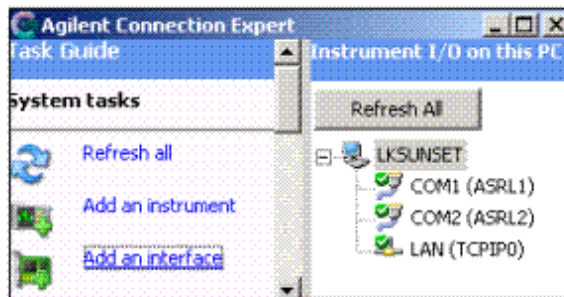 Agilent Connection Expert
Task Guide
System tasks
Refresh all
Add an instrument
Add an interface
Instrument I/O on this PC
Refresh All
LKSUNSET
COM1 (ASRL1)
COM2 (ASRL2)
LAN (TCPIP0)